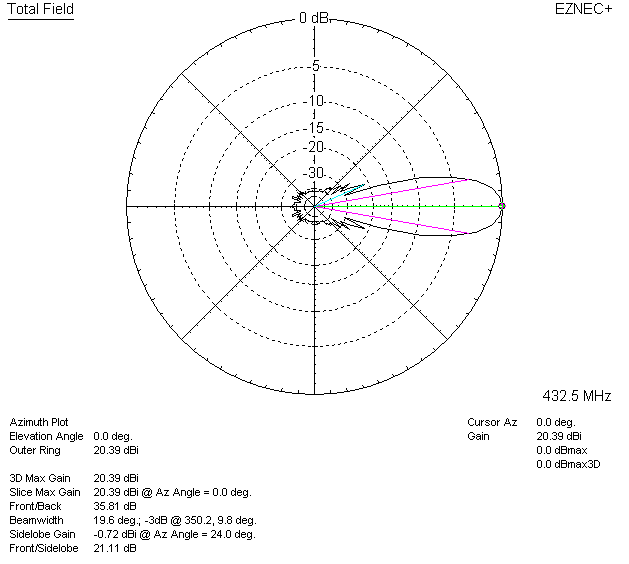 Total Field
EZNEC+
0 dB
-5
-10
-15
-20
-30
432.5 MHz
Azimuth Plot
Elevation Angle 0.0 deg.
Outer Ring 20.39 dBi
Cursor Az 0.0 deg.
Gain 20.39 dBi
0.0 dBmax
0.0 dBmax3D
3D Max Gain 20.39 dBi
Slice Max Gain 20.39 dBi @ Az Angle = 0.0 deg.
Front/Back 35.81 dB
Beamwidth 19.6 deg.; -3dB @ 350.2, 9.8 deg.
Sidelobe Gain -0.72 dBi @ Az Angle = 24.0 deg.
Front/Sidelobe 21.11 dB